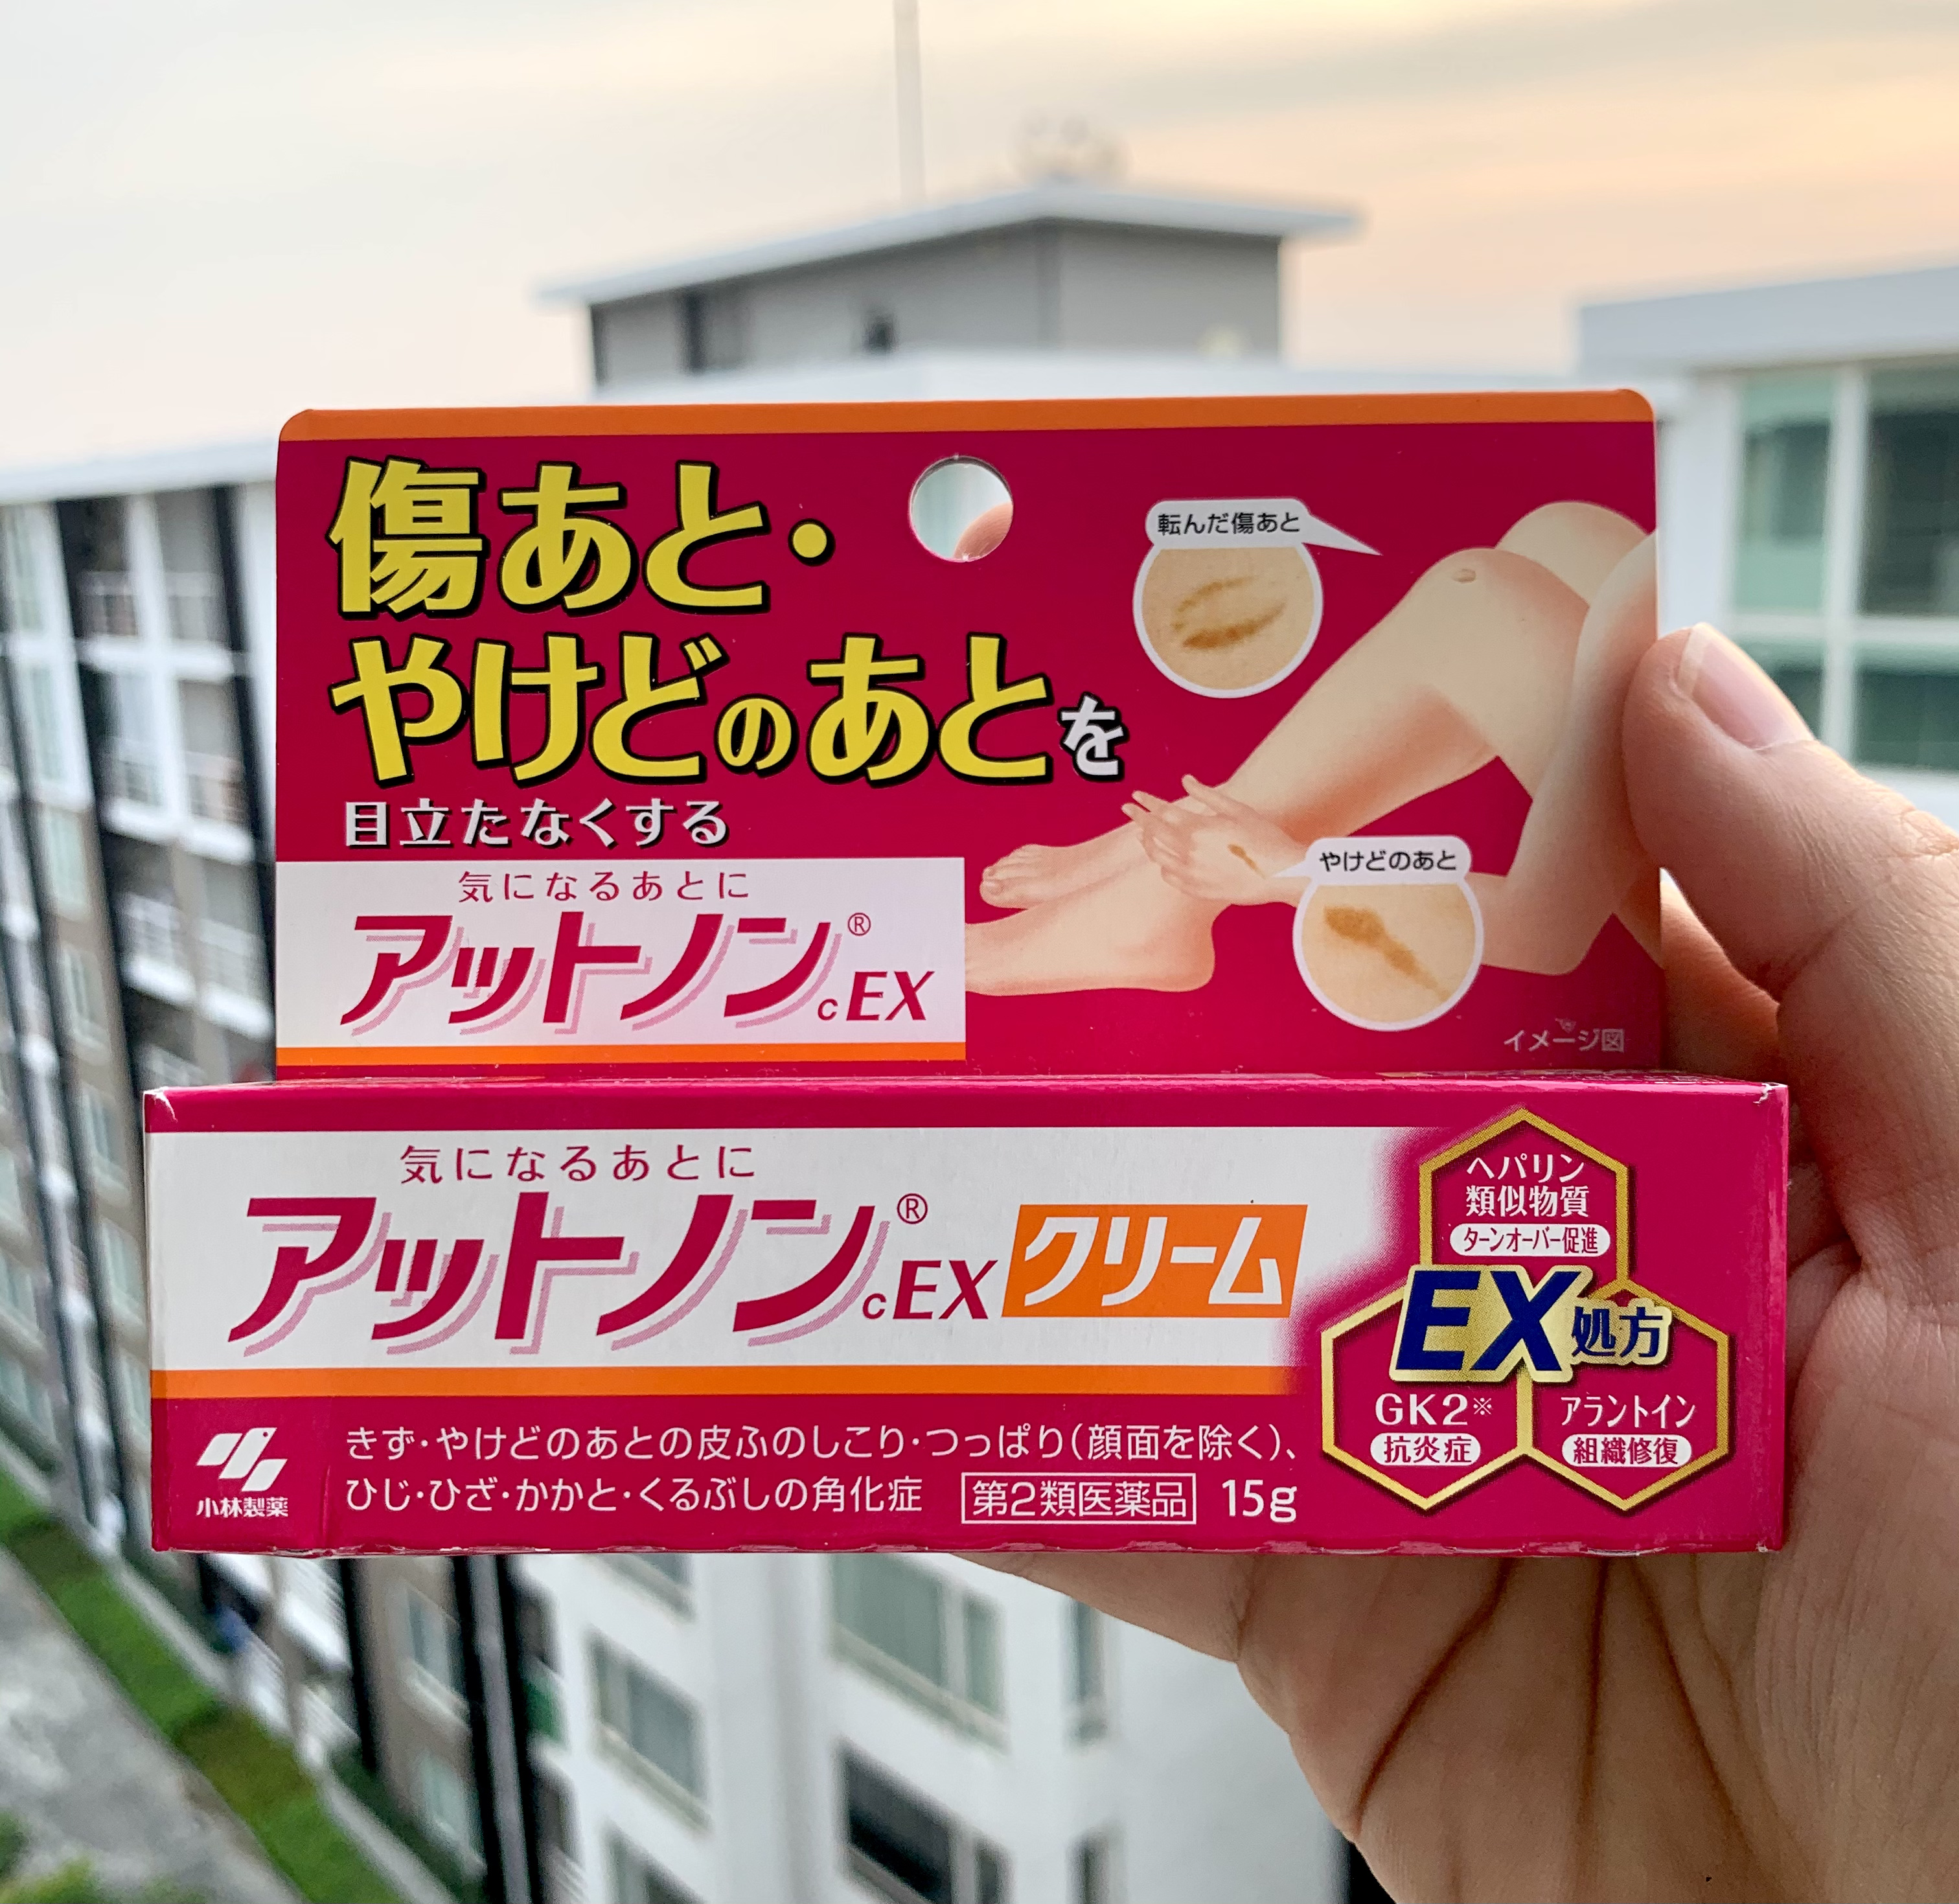 傷あと・
やけどのあとを
目立たなくする
転んだ傷あと
やけどのあと
イメージ図
気になるあとに
アットノン®cEX
気になるあとに
アットノン®cEX クリーム
ヘパリン
類似物質
ターンオーバー促進
EX処方
GK2※
抗炎症
アラントイン
組織修復
小林製薬
きず・やけどのあとの皮ふのしこり・つっぱり(顔面を除く)、
ひじ・ひざ・かかと・くるぶしの角化症 第2類医薬品 15g